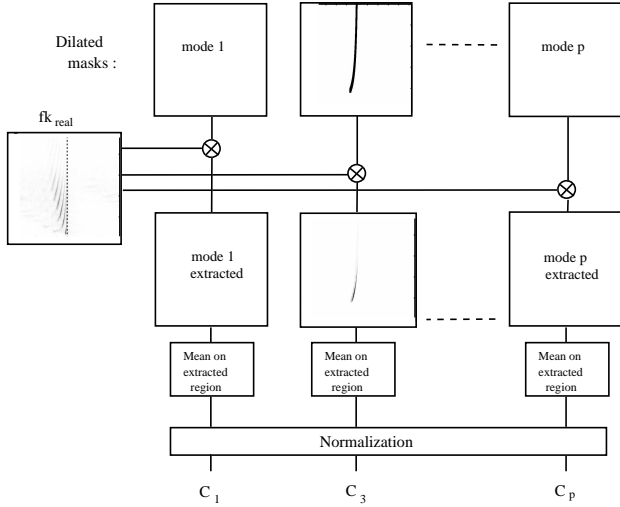 Dilated
masks :
mode 1
mode p
fk real
mode 1
extracted
mode p
extracted
Mean on
extracted
region
Mean on
extracted
region
Mean on
extracted
region
Normalization
C 1
C 3
C p